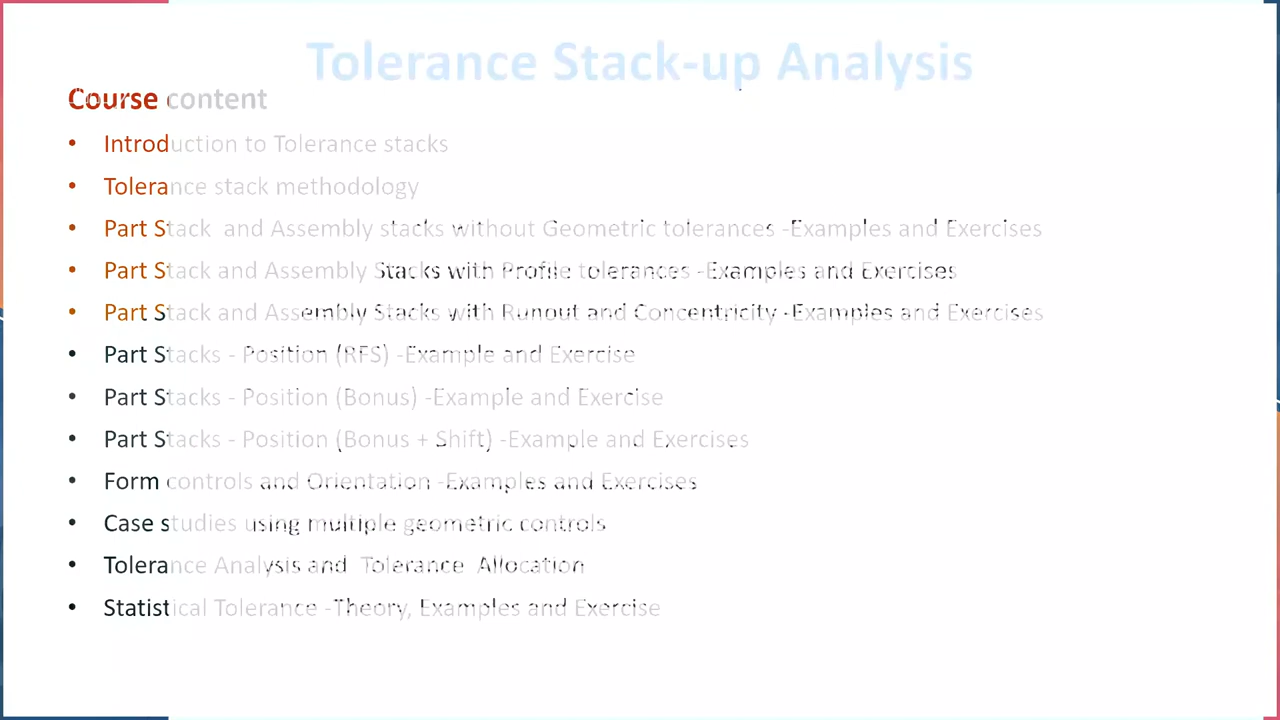 Tolerance Stack-up Analysis
Course content
• Introduction to Tolerance stacks
• Tolerance stack methodology
• Part Stack and Assembly stacks without Geometric tolerances -Examples and Exercises
• Part Stack and Assembly Stacks with Profile tolerances -Examples and Exercises
• Part Stack and Assembly Stacks with Runout and Concentricity -Examples and Exercises
• Part Stacks - Position (RFS) -Example and Exercise
• Part Stacks - Position (Bonus) -Example and Exercise
• Part Stacks - Position (Bonus + Shift) -Example and Exercises
• Form controls and Orientation -Examples and Exercises
• Case studies using multiple geometric controls
• Tolerance Analysis and Tolerance Allocation
• Statistical Tolerance -Theory, Examples and Exercise